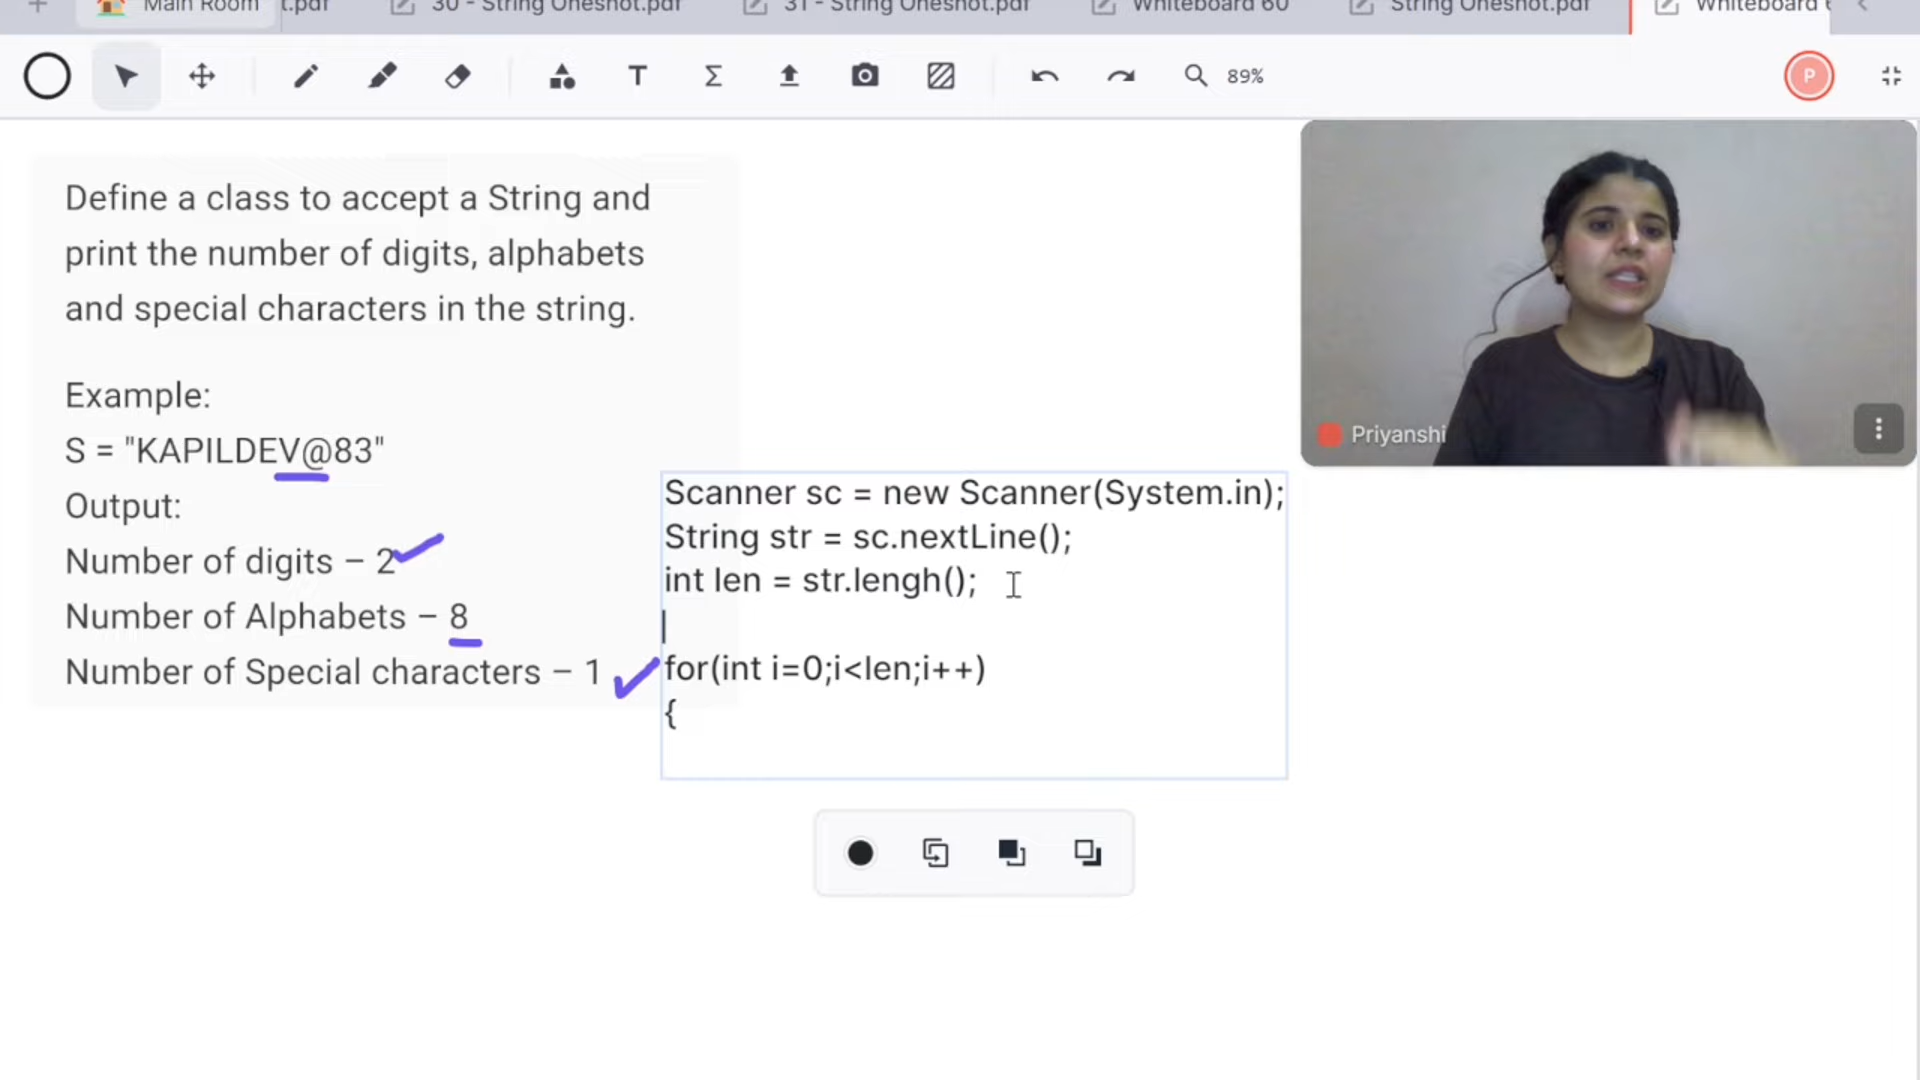 Main Room
t.pdf
30 - String Oneshot.pdf
31 - String Oneshot.pdf
Whiteboard 60
String Oneshot.pdf
Whiteboard
T
Σ
89%
P
Define a class to accept a String and
print the number of digits, alphabets
and special characters in the string.
Example:
S = "KAPILDEV@83"
Output:
Number of digits – 2
Number of Alphabets – 8
Number of Special characters – 1
Scanner sc = new Scanner(System.in);
String str = sc.nextLine();
int len = str.lengh();
for(int i=0;i<len;i++)
{
Priyanshi